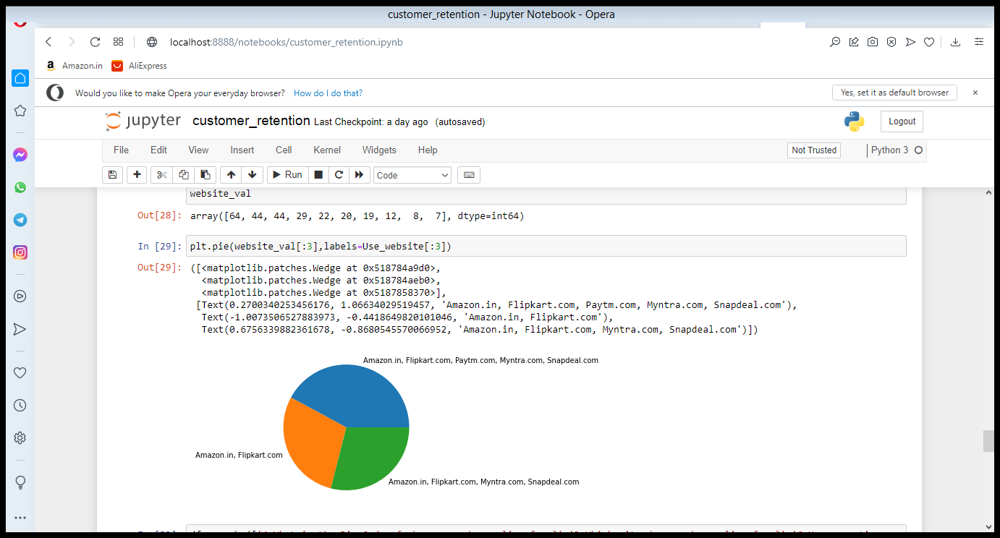 customer_retention - Jupyter Notebook - Opera
localhost:8888/notebooks/customer_retention.ipynb
a Amazon.in AliExpress
Would you like to make Opera your everyday browser? How do I do that? Yes, set it as default browser ×
jupyter customer_retention Last Checkpoint: a day ago (autosaved) Logout
File Edit View Insert Cell Kernel Widgets Help Not Trusted Python 3
Run Code
website_val
Out[28]: array([64, 44, 44, 29, 22, 20, 19, 12, 8, 7], dtype=int64)
In [29]: plt.pie(website_val[:3],labels=Use_website[:3])
Out[29]: ([<matplotlib.patches.Wedge at 0x518784a9d0>,
<matplotlib.patches.Wedge at 0x518784aeb0>,
<matplotlib.patches.Wedge at 0x5187858370>],
[Text(0.2700340253456176, 1.06634029519457, 'Amazon.in, Flipkart.com, Paytm.com, Myntra.com, Snapdeal.com'),
Text(-1.0073506527883973, -0.4418649820101046, 'Amazon.in, Flipkart.com'),
Text(0.6756339882361678, -0.8680545570066952, 'Amazon.in, Flipkart.com, Myntra.com, Snapdeal.com')])
Amazon.in, Flipkart.com, Paytm.com, Myntra.com, Snapdeal.com
Amazon.in, Flipkart.com
Amazon.in, Flipkart.com, Myntra.com, Snapdeal.com